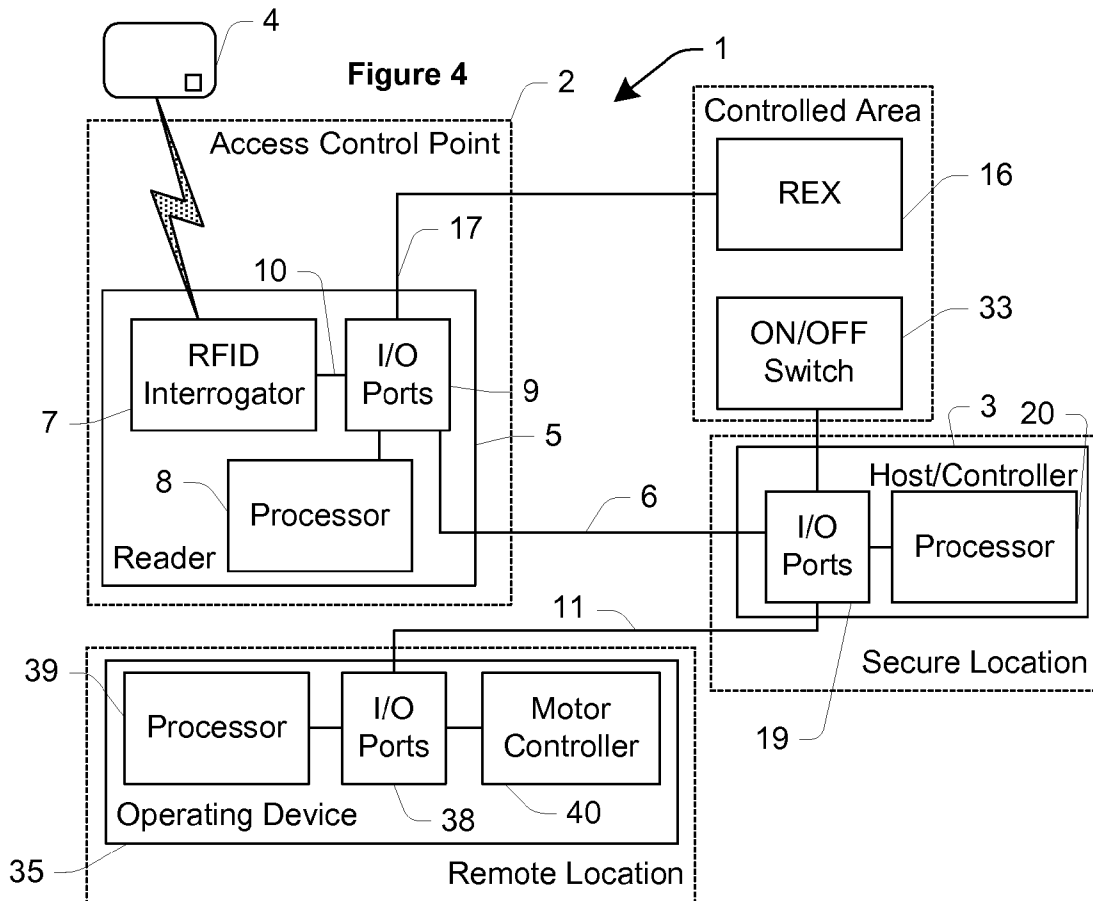 4
Figure 4
1
2
Access Control Point
Controlled Area
REX
16
17
10
RFID
Interrogator
I/O
Ports
ON/OFF
Switch
33
7
9
5
3
20
8
Processor
Reader
6
Host/Controller
I/O
Ports
Processor
11
19
Secure Location
39
Processor
I/O
Ports
Motor
Controller
Operating Device
38
40
35
Remote Location